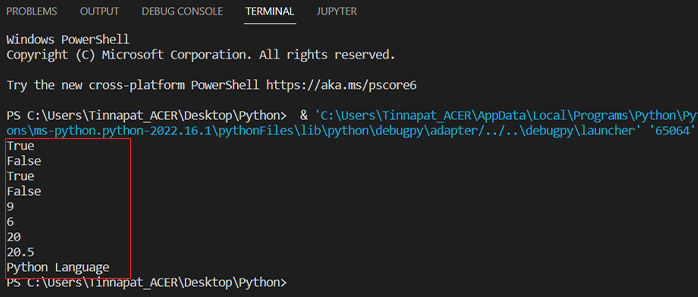 PROBLEMS OUTPUT DEBUG CONSOLE TERMINAL JUPYTER
Windows PowerShell
Copyright (C) Microsoft Corporation. All rights reserved.
Try the new cross-platform PowerShell https://aka.ms/pscore6
PS C:\Users\Tinnapat_ACER\Desktop\Python> & 'C:\Users\Tinnapat_ACER\AppData\Local\Programs\Python\Py
ons\ms-python.python-2022.16.1\pythonFiles\lib\python\debugpy\adapter/../..\debugpy\launcher' '65064'
True
False
True
False
9
6
20
20.5
Python Language
PS C:\Users\Tinnapat_ACER\Desktop\Python>